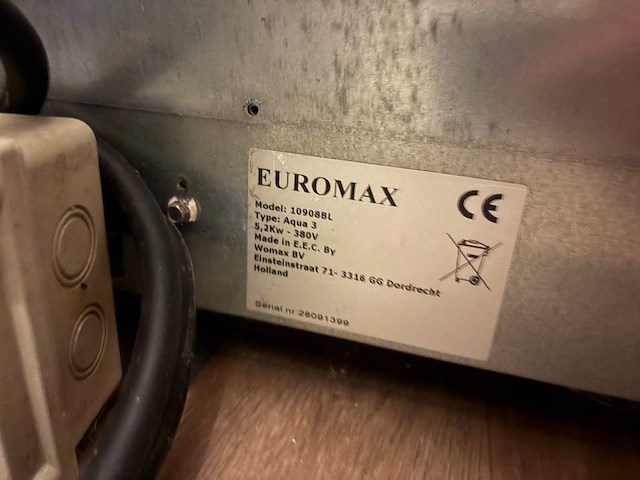 EUROMAX
CE
Model: 10908BL
Type: Aqua 3
5,2Kw - 380V
Made in E.E.C. By
Womax BV
Einsteinstraat 71- 3316 GG Dordrecht
Holland
Serial nr:26091399